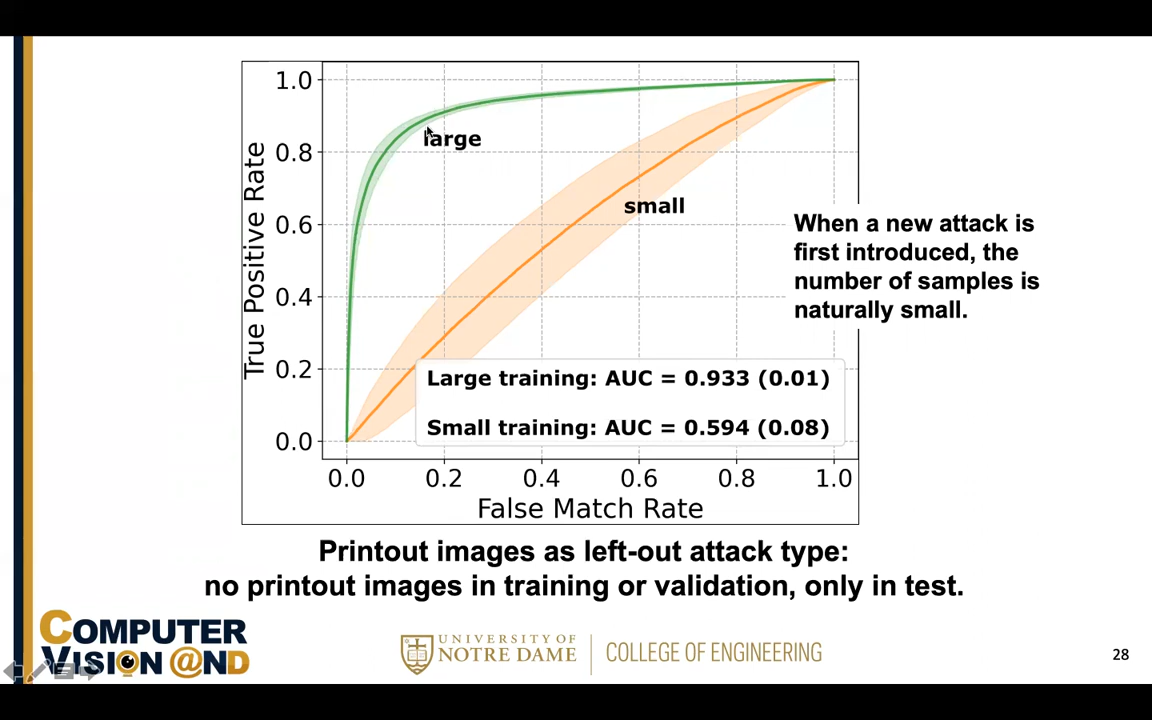 1.0
0.8
0.6
0.4
0.2
0.0
True Positive Rate
large
small
Large training: AUC = 0.933 (0.01)
Small training: AUC = 0.594 (0.08)
0.0 0.2 0.4 0.6 0.8 1.0
False Match Rate
When a new attack is
first introduced, the
number of samples is
naturally small.
Printout images as left-out attack type:
no printout images in training or validation, only in test.
COMPUTER
VISION @ND
UNIVERSITY OF
NOTRE DAME
COLLEGE OF ENGINEERING
28